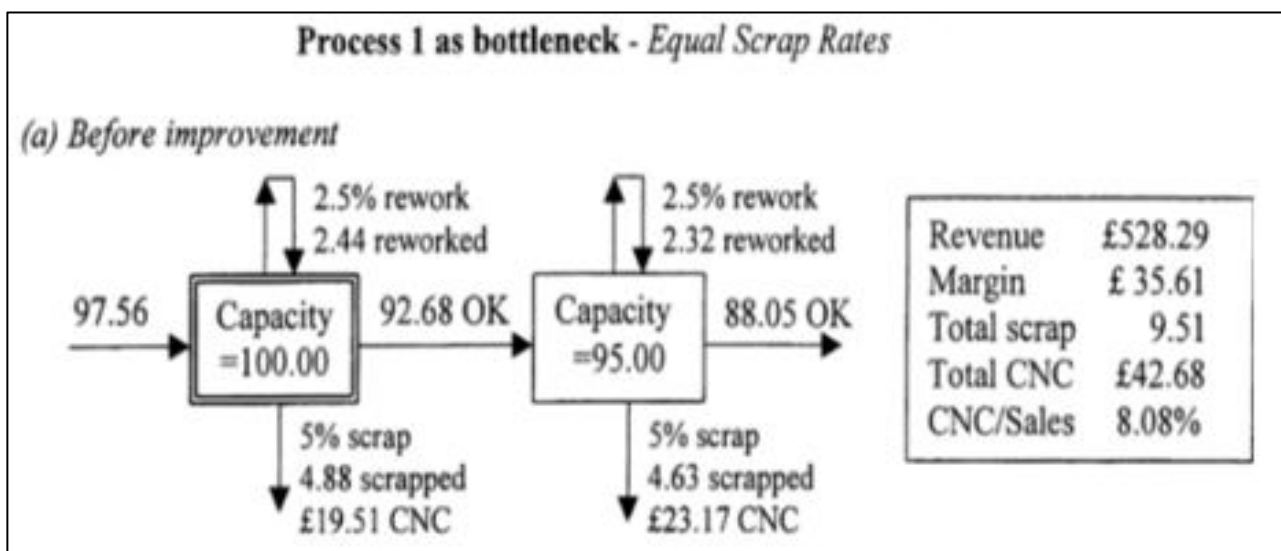 Process 1 as bottleneck - Equal Scrap Rates
(a) Before improvement
2.5% rework
2.44 reworked
2.5% rework
2.32 reworked
97.56
Capacity
=100.00
92.68 OK
Capacity
=95.00
88.05 OK
5% scrap
4.88 scrapped
£19.51 CNC
5% scrap
4.63 scrapped
£23.17 CNC
Revenue £528.29
Margin £ 35.61
Total scrap 9.51
Total CNC £42.68
CNC/Sales 8.08%